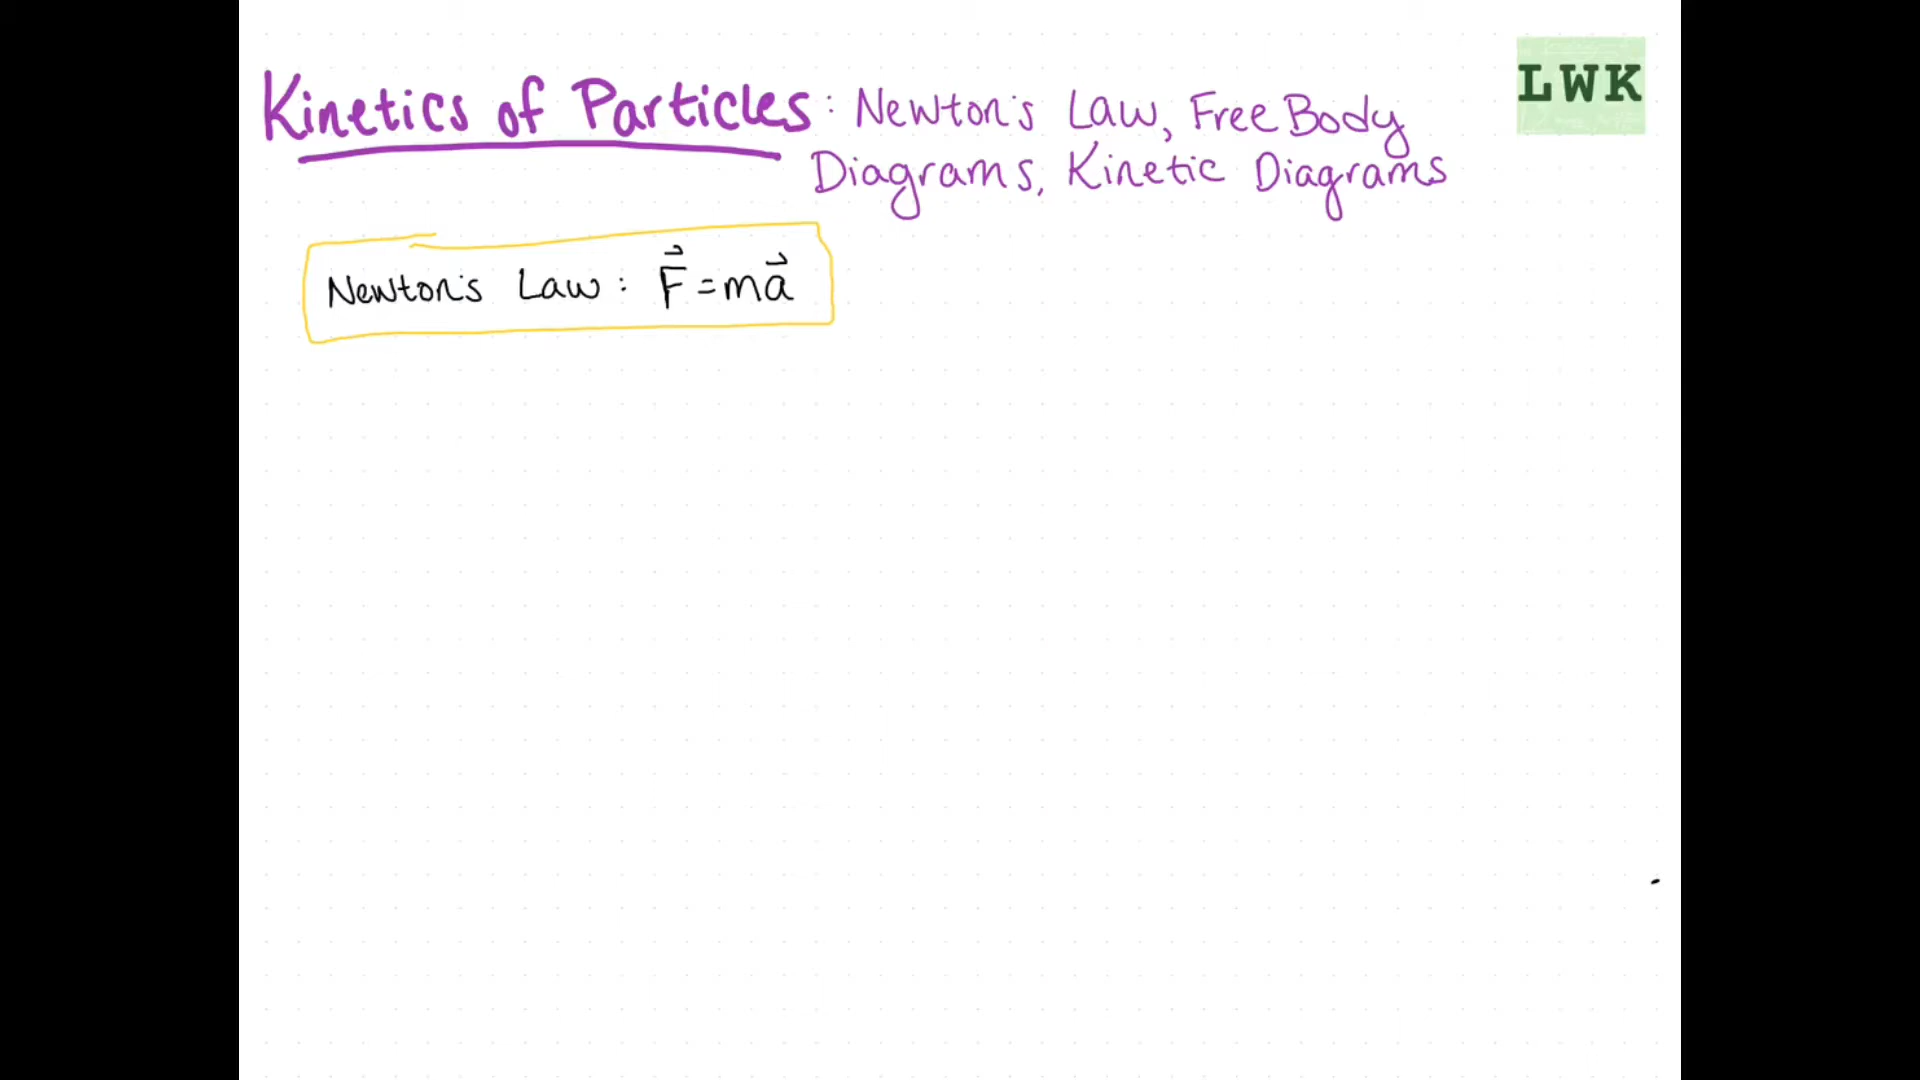 Kinetics of Particles: Newton's Law, Free Body
Diagrams, Kinetic Diagrams
LWK
Newton's Law: F⃗ = ma⃗